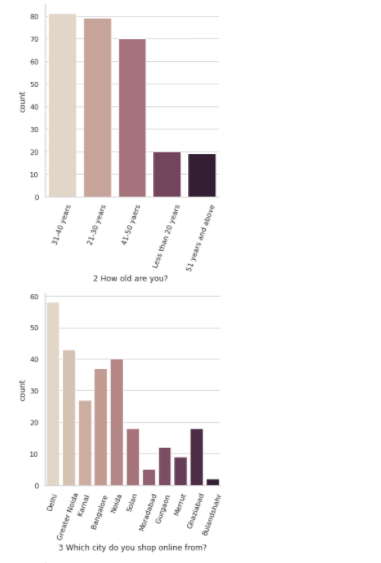 80
70
60
50
40
30
20
10
0
count
31-40 years
21-30 years
41-50 yaers
Less than 20 years
51 years and above
2 How old are you?
60
50
40
30
20
10
0
count
Delhi
Greater Noida
Karnal
Bangalore
Noida
Solan
Moradabad
Gurgaon
Merrut
Ghaziabad
Bulandshahr
3 Which city do you shop online from?